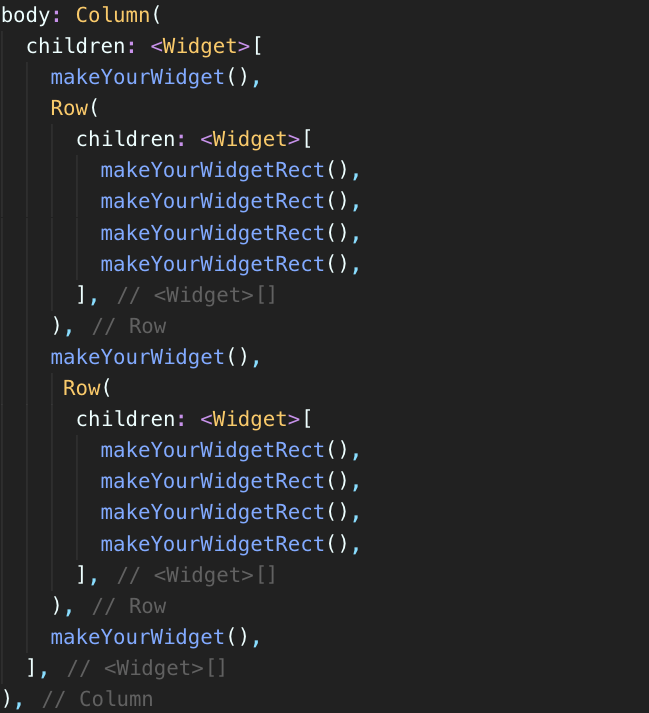 body: Column(
  children: <Widget>[
    makeYourWidget(),
    Row(
      children: <Widget>[
        makeYourWidgetRect(),
        makeYourWidgetRect(),
        makeYourWidgetRect(),
        makeYourWidgetRect(),
      ], // <Widget>[]
    ), // Row
    makeYourWidget(),
     Row(
      children: <Widget>[
        makeYourWidgetRect(),
        makeYourWidgetRect(),
        makeYourWidgetRect(),
        makeYourWidgetRect(),
      ], // <Widget>[]
    ), // Row
    makeYourWidget(),
  ], // <Widget>[]
), // Column